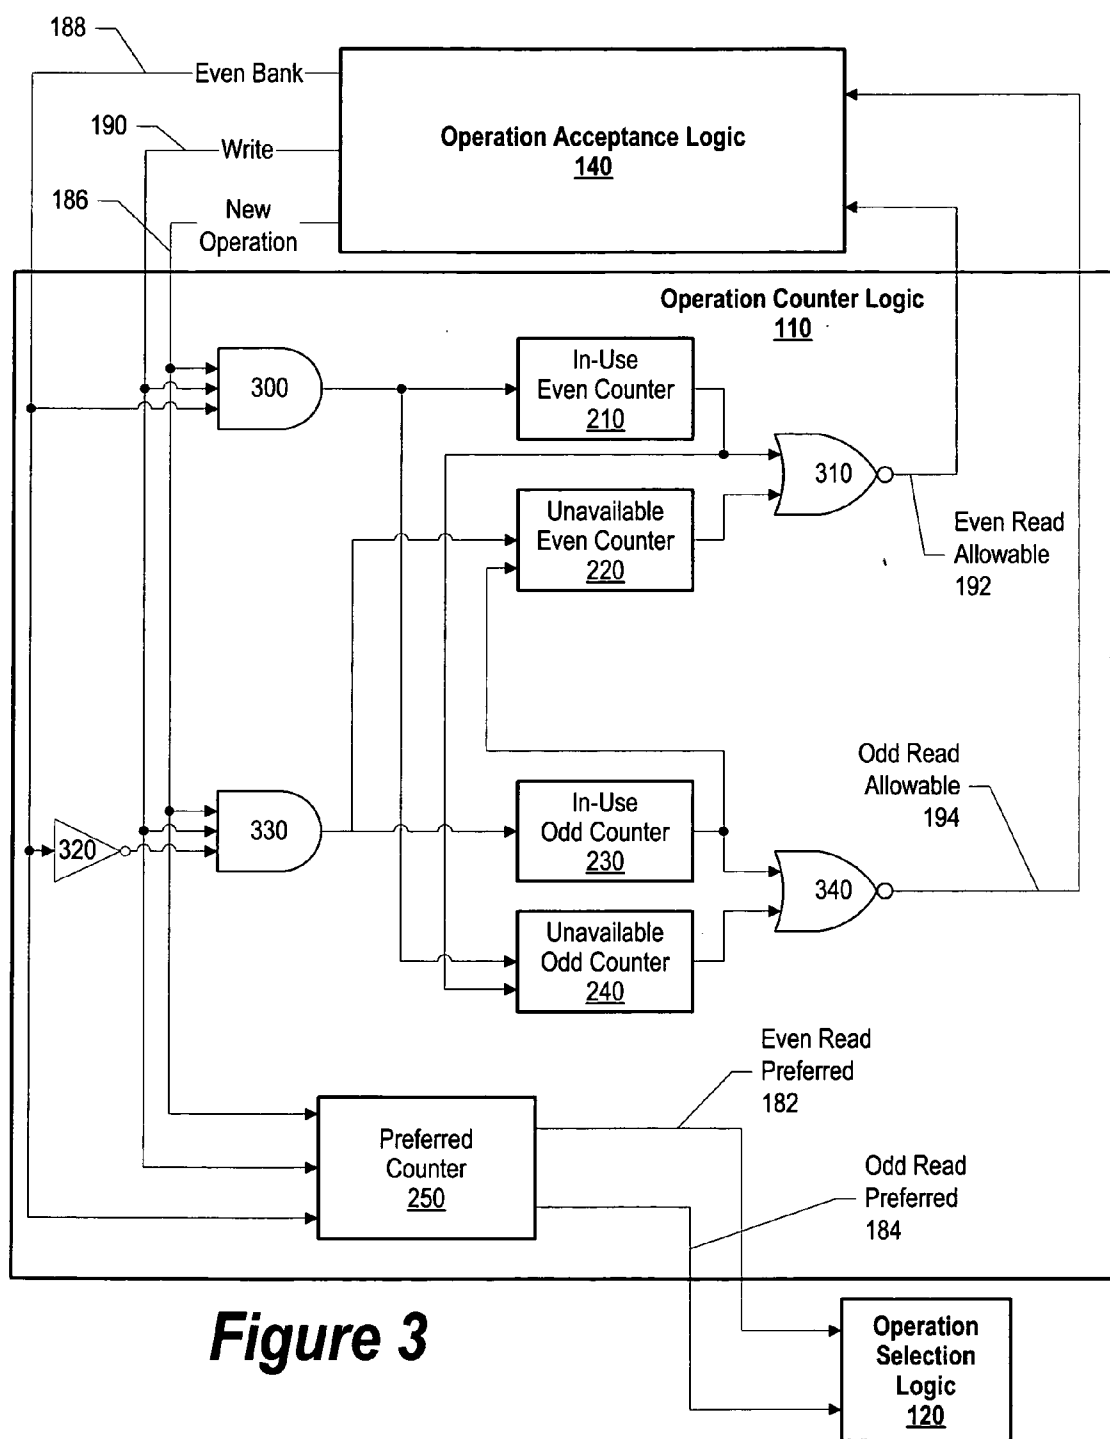 188
Even Bank
190
Write
186
New
Operation
Operation Acceptance Logic
140
Operation Counter Logic
110
300
In-Use
Even Counter
210
310
Unavailable
Even Counter
220
Even Read
Allowable
192
Odd Read
Allowable
194
320
330
In-Use
Odd Counter
230
340
Unavailable
Odd Counter
240
Even Read
Preferred
182
Preferred
Counter
250
Odd Read
Preferred
184
Figure 3
Operation
Selection
Logic
120